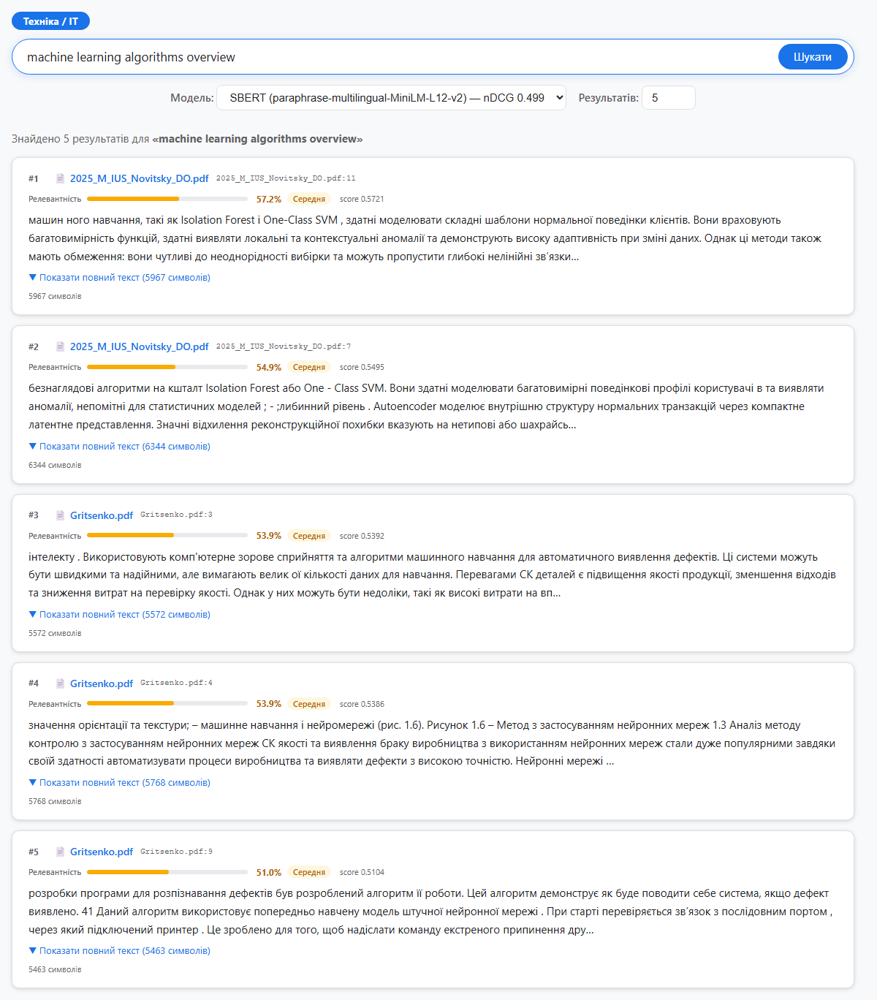 Техніка / IT
machine learning algorithms overview
Шукати
Модель: SBERT (paraphrase-multilingual-MiniLM-L12-v2) — nDCG 0.499 Результатів: 5
Знайдено 5 результатів для «machine learning algorithms overview»
#1 2025_M_IUS_Novitsky_DO.pdf 2025_M_IUS_Novitsky_DO.pdf:11
Релевантність 57.2% Середня score 0.5721
машин ного навчання, такі як Isolation Forest і One-Class SVM , здатні моделювати складні шаблони нормальної поведінки клієнтів. Вони враховують
багатовимірність функцій, здатні виявляти локальні та контекстуальні аномалії та демонструють високу адаптивність при зміні даних. Однак ці методи також
мають обмеження: вони чутливі до неоднорідності вибірки та можуть пропустити глибокі нелінійні зв’язки...
▼ Показати повний текст (5967 символів)
5967 символів
#2 2025_M_IUS_Novitsky_DO.pdf 2025_M_IUS_Novitsky_DO.pdf:7
Релевантність 54.9% Середня score 0.5495
безнаглядові алгоритми на кшталт Isolation Forest або One - Class SVM. Вони здатні моделювати багатовимірні поведінкові профілі користувачі в та виявляти
аномалії, непомітні для статистичних моделей ; - ;либинний рівень . Autoencoder моделює внутрішню структуру нормальних транзакцій через компактне
латентне представлення. Значні відхилення реконструкційної похибки вказують на нетипові або шахрайсь...
▼ Показати повний текст (6344 символів)
6344 символів
#3 Gritsenko.pdf Gritsenko.pdf:3
Релевантність 53.9% Середня score 0.5392
інтелекту . Використовують комп'ютерне зорове сприйняття та алгоритми машинного навчання для автоматичного виявлення дефектів. Ці системи можуть
бути швидкими та надійними, але вимагають велик ої кількості даних для навчання. Перевагами СК деталей є підвищення якості продукції, зменшення відходів
та зниження витрат на перевірку якості. Однак у них можуть бути недоліки, такі як високі витрати на вп...
▼ Показати повний текст (5572 символів)
5572 символів
#4 Gritsenko.pdf Gritsenko.pdf:4
Релевантність 53.9% Середня score 0.5386
значення орієнтації та текстури; – машинне навчання і нейромережі (рис. 1.6). Рисунок 1.6 – Метод з застосуванням нейронних мереж 1.3 Аналіз методу
контролю з застосуванням нейронних мереж СК якості та виявлення браку виробництва з використанням нейронних мереж стали дуже популярними завдяки
своїй здатності автоматизувати процеси виробництва та виявляти дефекти з високою точністю. Нейронні мережі ...
▼ Показати повний текст (5768 символів)
5768 символів
#5 Gritsenko.pdf Gritsenko.pdf:9
Релевантність 51.0% Середня score 0.5104
розробки програми для розпізнавання дефектів був розроблений алгоритм її роботи. Цей алгоритм демонструє як буде поводити себе система, якщо дефект
виявлено. 41 Даний алгоритм використовує попередньо навчену модель штучної нейронної мережі . При старті перевіряється зв’язок з послідовним портом ,
через який підключений принтер . Це зроблено для того, щоб надіслати команду екстреного припинення дру...
▼ Показати повний текст (5463 символів)
5463 символів